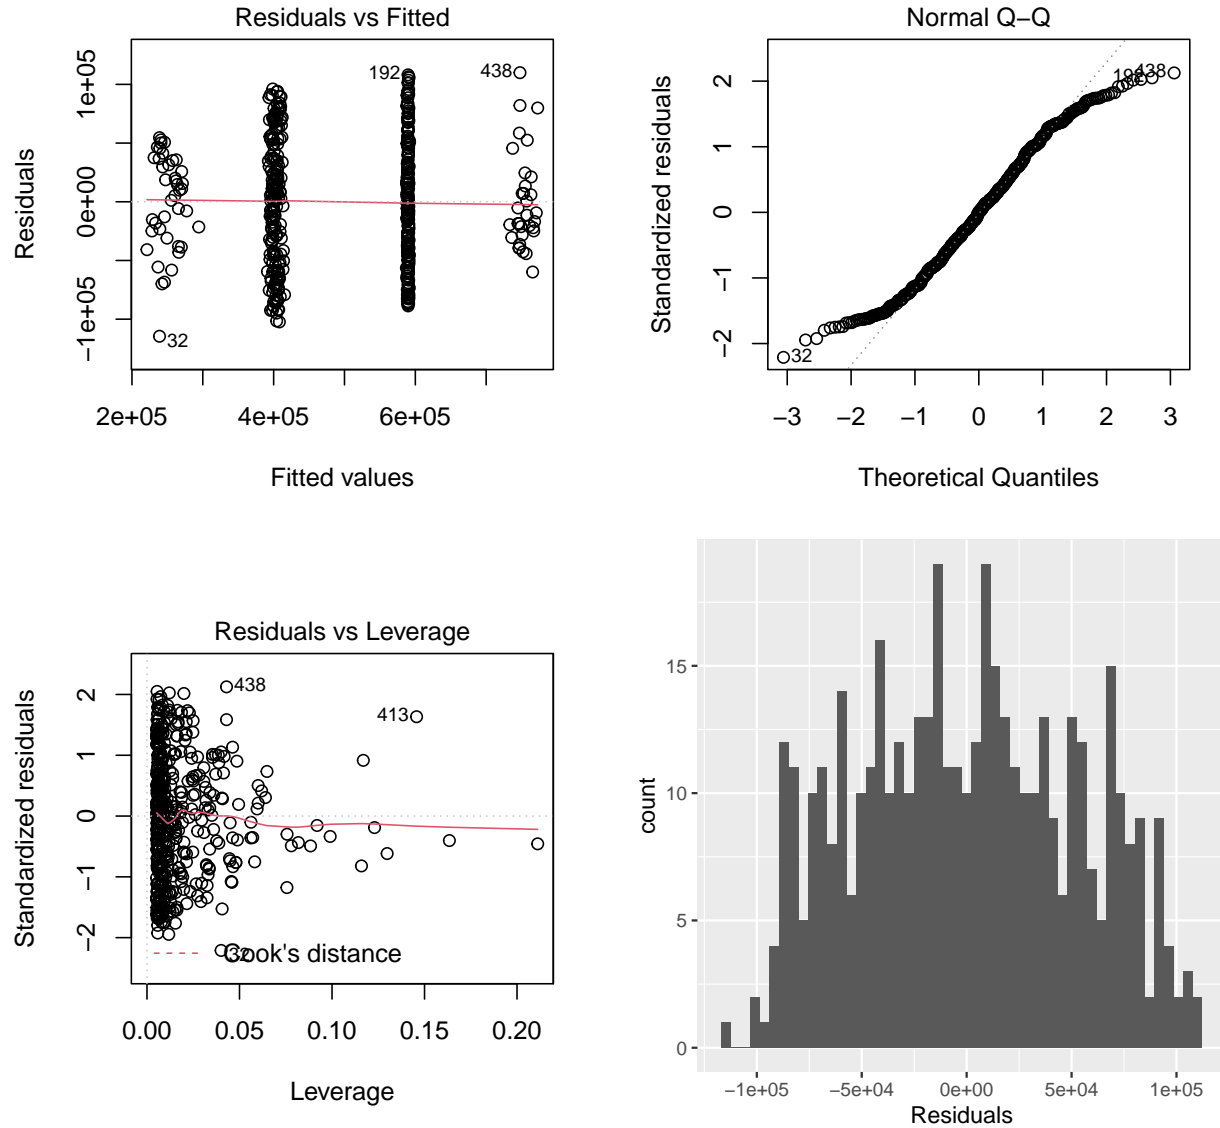 Residuals vs Fitted
Residuals
1e+05
0e+00
−1e+05
192
438
32
2e+05 4e+05 6e+05
Fitted values
Normal Q−Q
Standardized residuals
2
1
0
−1
−2
192
438
32
−3 −2 −1 0 1 2 3
Theoretical Quantiles
Residuals vs Leverage
Standardized residuals
2
1
0
−1
−2
438
413
32
Cook's distance
0.00 0.05 0.10 0.15 0.20
Leverage
count
15
10
5
0
−1e+05 −5e+04 0e+00 5e+04 1e+05
Residuals